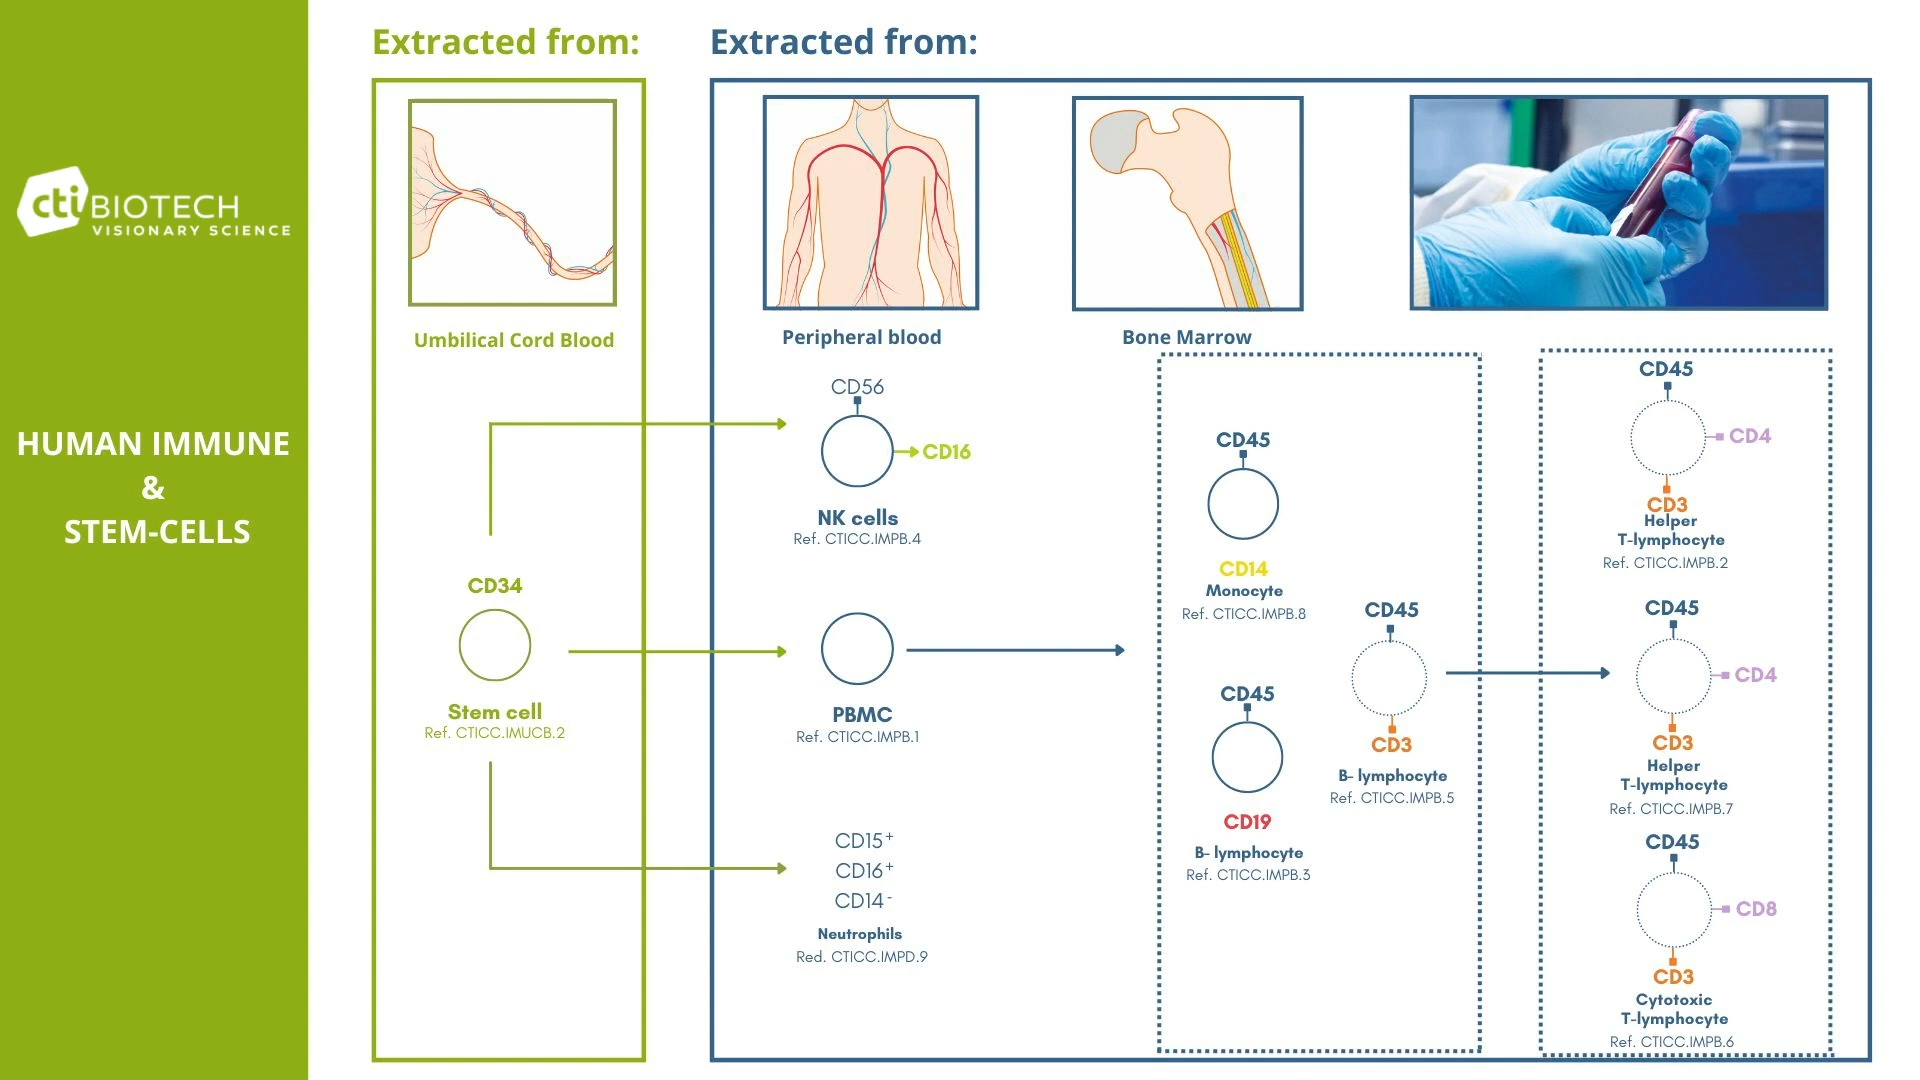 cti BIOTECH
VISIONARY SCIENCE
HUMAN IMMUNE
&
STEM-CELLS
Extracted from:
Umbilical Cord Blood
CD34
Stem cell
Ref. CTICC.IMUCB.2
Extracted from:
Peripheral blood
Bone Marrow
CD56
CD16
NK cells
Ref. CTICC.IMPB.4
PBMC
Ref. CTICC.IMPB.1
CD15⁺
CD16⁺
CD14⁻
Neutrophils
Red. CTICC.IMPD.9
CD45
CD14
Monocyte
Ref. CTICC.IMPB.8
CD45
CD19
B- lymphocyte
Ref. CTICC.IMPB.3
CD45
CD3
B- lymphocyte
Ref. CTICC.IMPB.5
CD45
CD4
CD3
Helper
T-lymphocyte
Ref. CTICC.IMPB.2
CD45
CD4
CD3
Helper
T-lymphocyte
Ref. CTICC.IMPB.7
CD45
CD8
CD3
Cytotoxic
T-lymphocyte
Ref. CTICC.IMPB.6